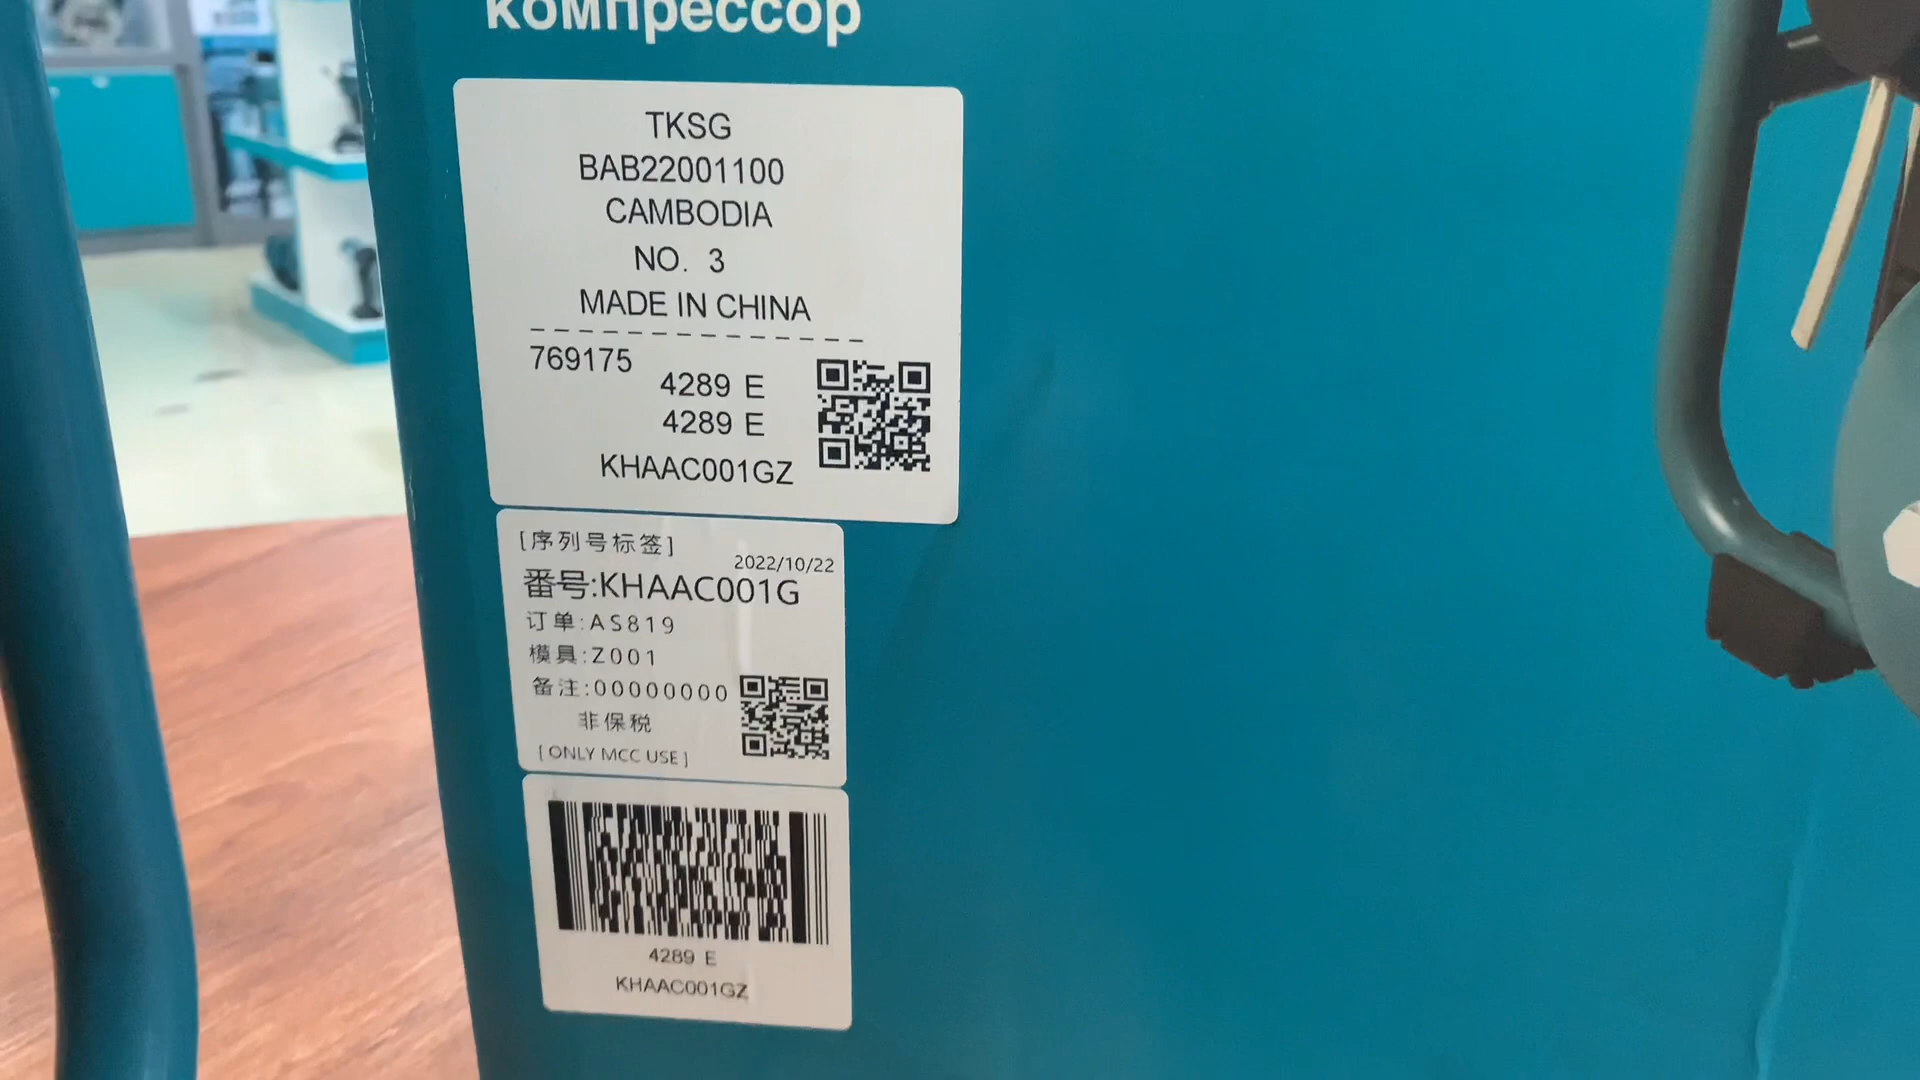 компрессор
TKSG
BAB22001100
CAMBODIA
NO. 3
MADE IN CHINA
769175
4289 E
4289 E
KHAAC001GZ
[序列号标签]
2022/10/22
番号:KHAAC001G
订单:AS819
模具:Z001
备注:00000000
非保税
[ONLY MCC USE]
4289 E
KHAAC001GZ